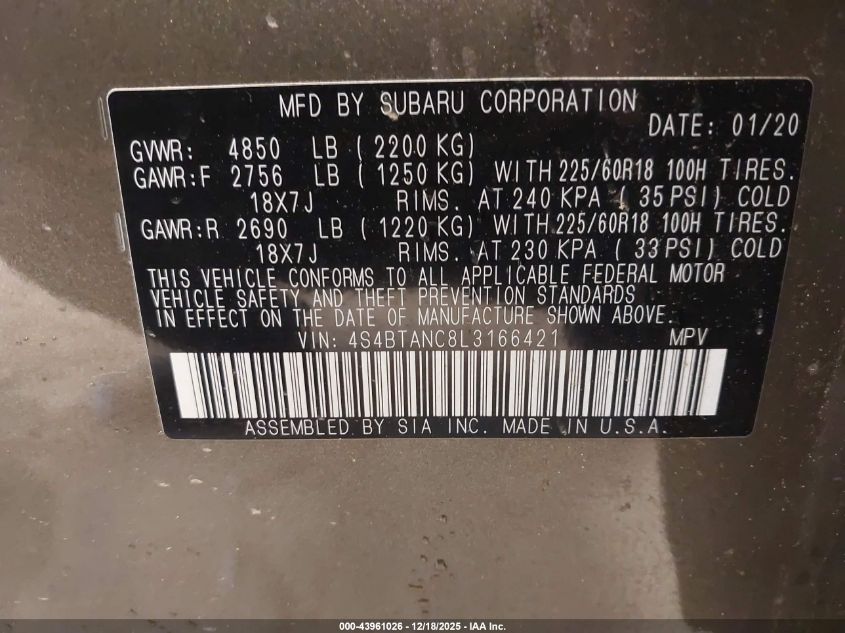 MFD BY SUBARU CORPORATION
DATE: 01/20
GVWR: 4850 LB ( 2200 KG)
GAWR:F 2756 LB ( 1250 KG) WITH 225/60R18 100H TIRES.
18X7J RIMS. AT 240 KPA ( 35 PSI) COLD
GAWR:R 2690 LB ( 1220 KG) WITH 225/60R18 100H TIRES.
18X7J RIMS. AT 230 KPA ( 33 PSI) COLD
THIS VEHICLE CONFORMS TO ALL APPLICABLE FEDERAL MOTOR
VEHICLE SAFETY AND THEFT PREVENTION STANDARDS
IN EFFECT ON THE DATE OF MANUFACTURE SHOWN ABOVE.
VIN: 4S4BTANC8L3166421 MPV
ASSEMBLED BY SIA INC. MADE IN U.S.A.
000-43961026 - 12/18/2025 - IAA Inc.